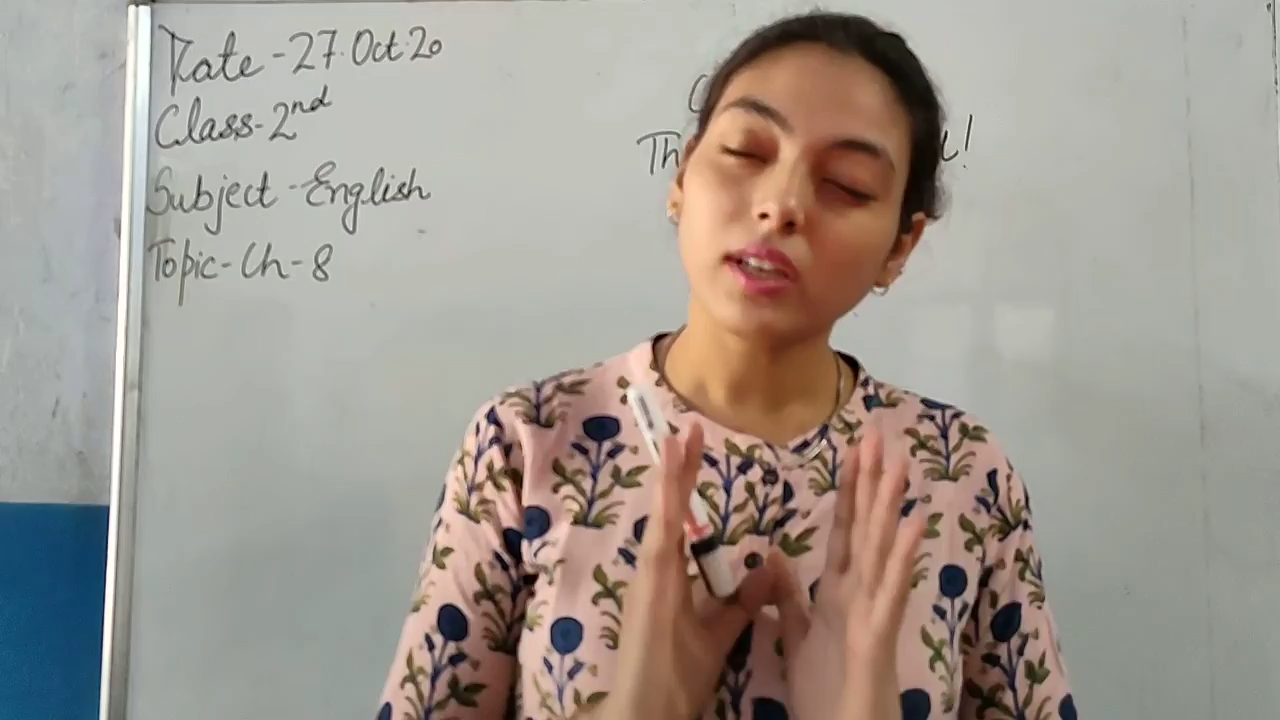 Date - 27. Oct. 20
Class - 2nd
Subject - English
Topic - Ch - 8